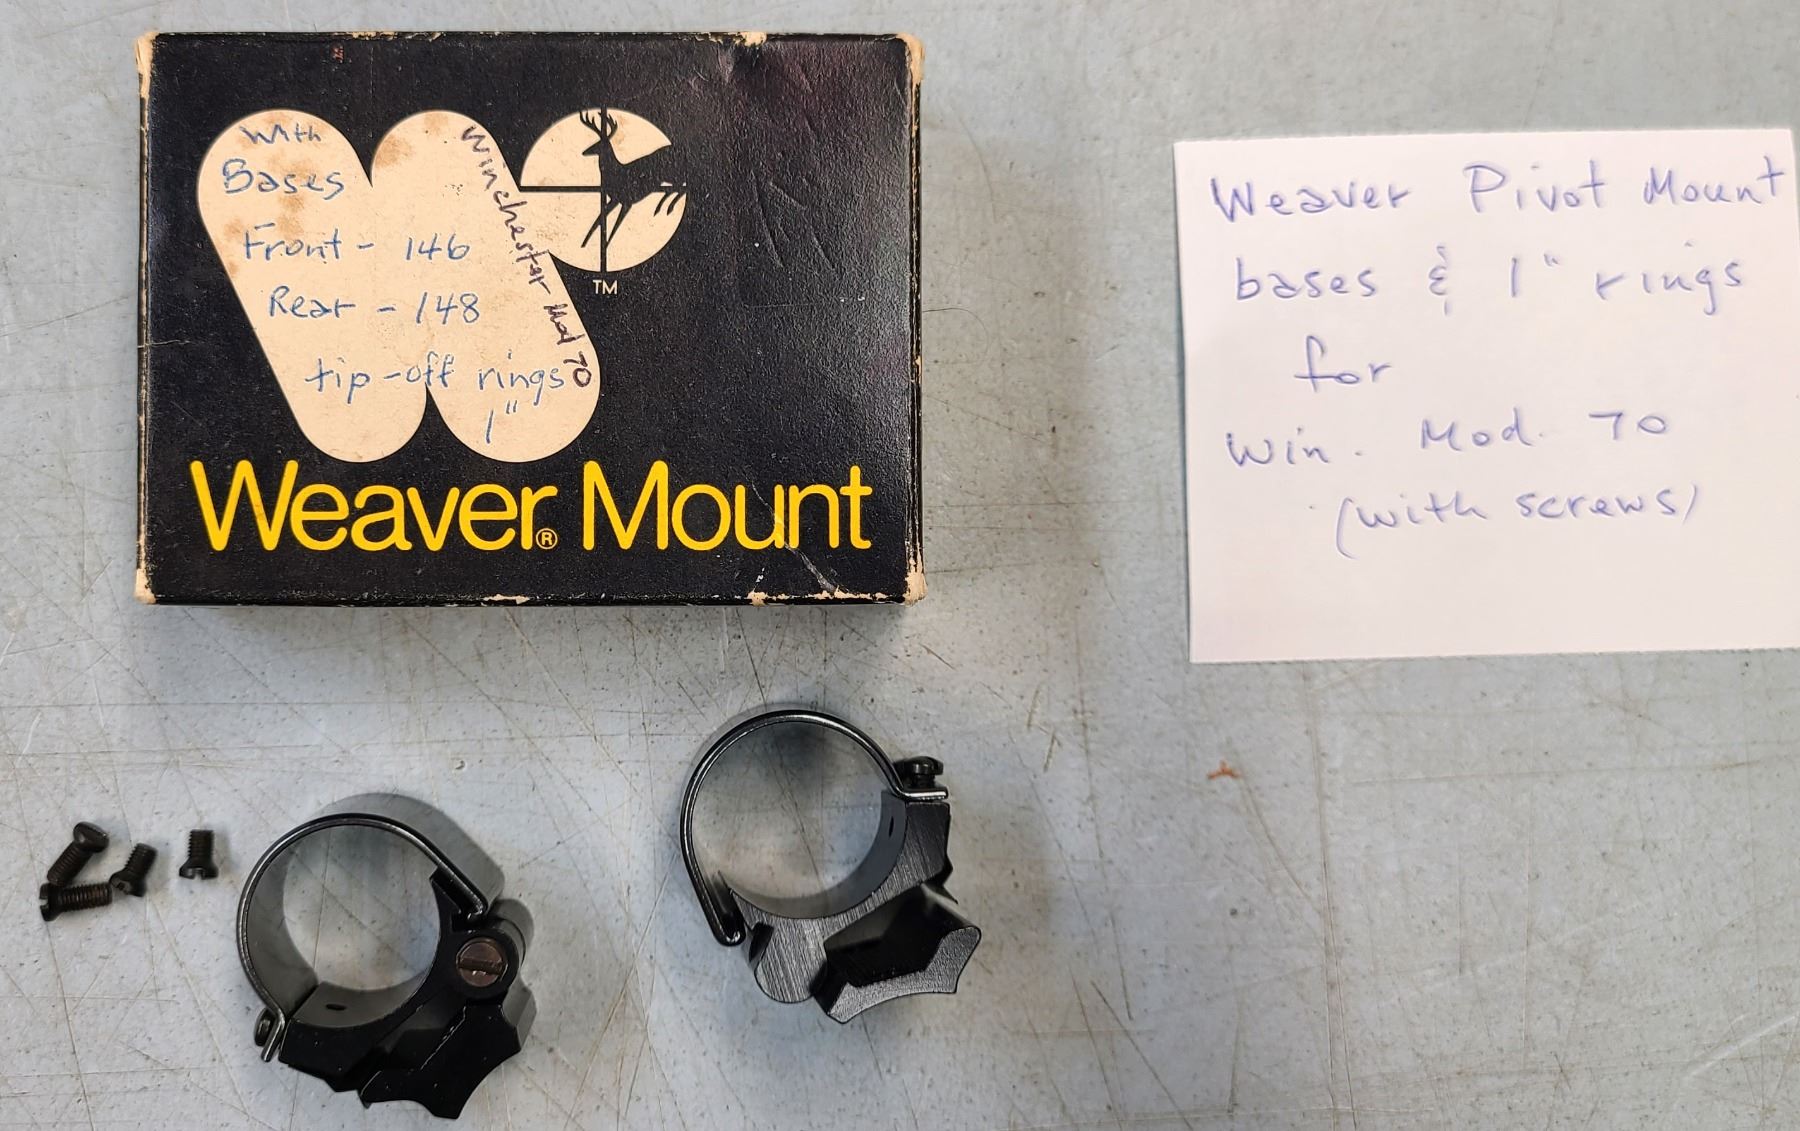 With
Bases
Front - 146
Rear - 148
tip-off rings
1"
Winchester Mod 70
TM
Weaver® Mount
Weaver Pivot Mount
bases & 1" rings
for
Win. Mod. 70
(with screws)